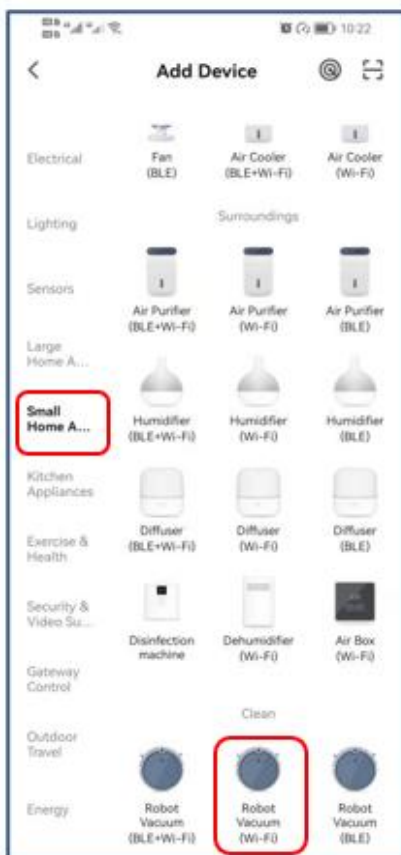 10:22
Add Device
Electrical
Lighting
Sensors
Large
Home A...
Small
Home A...
Kitchen
Appliances
Exercise &
Health
Security &
Video Su...
Gateway
Control
Outdoor
Travel
Energy
Fan
(BLE)
Air Cooler
(BLE+Wi-Fi)
Air Cooler
(Wi-Fi)
Surroundings
Air Purifier
(BLE+Wi-Fi)
Air Purifier
(Wi-Fi)
Air Purifier
(BLE)
Humidifier
(BLE+Wi-Fi)
Humidifier
(Wi-Fi)
Humidifier
(BLE)
Diffuser
(BLE+Wi-Fi)
Diffuser
(Wi-Fi)
Diffuser
(BLE)
Disinfection
machine
Dehumidifier
(Wi-Fi)
Air Box
(Wi-Fi)
Clean
Robot
Vacuum
(BLE+Wi-Fi)
Robot
Vacuum
(Wi-Fi)
Robot
Vacuum
(BLE)